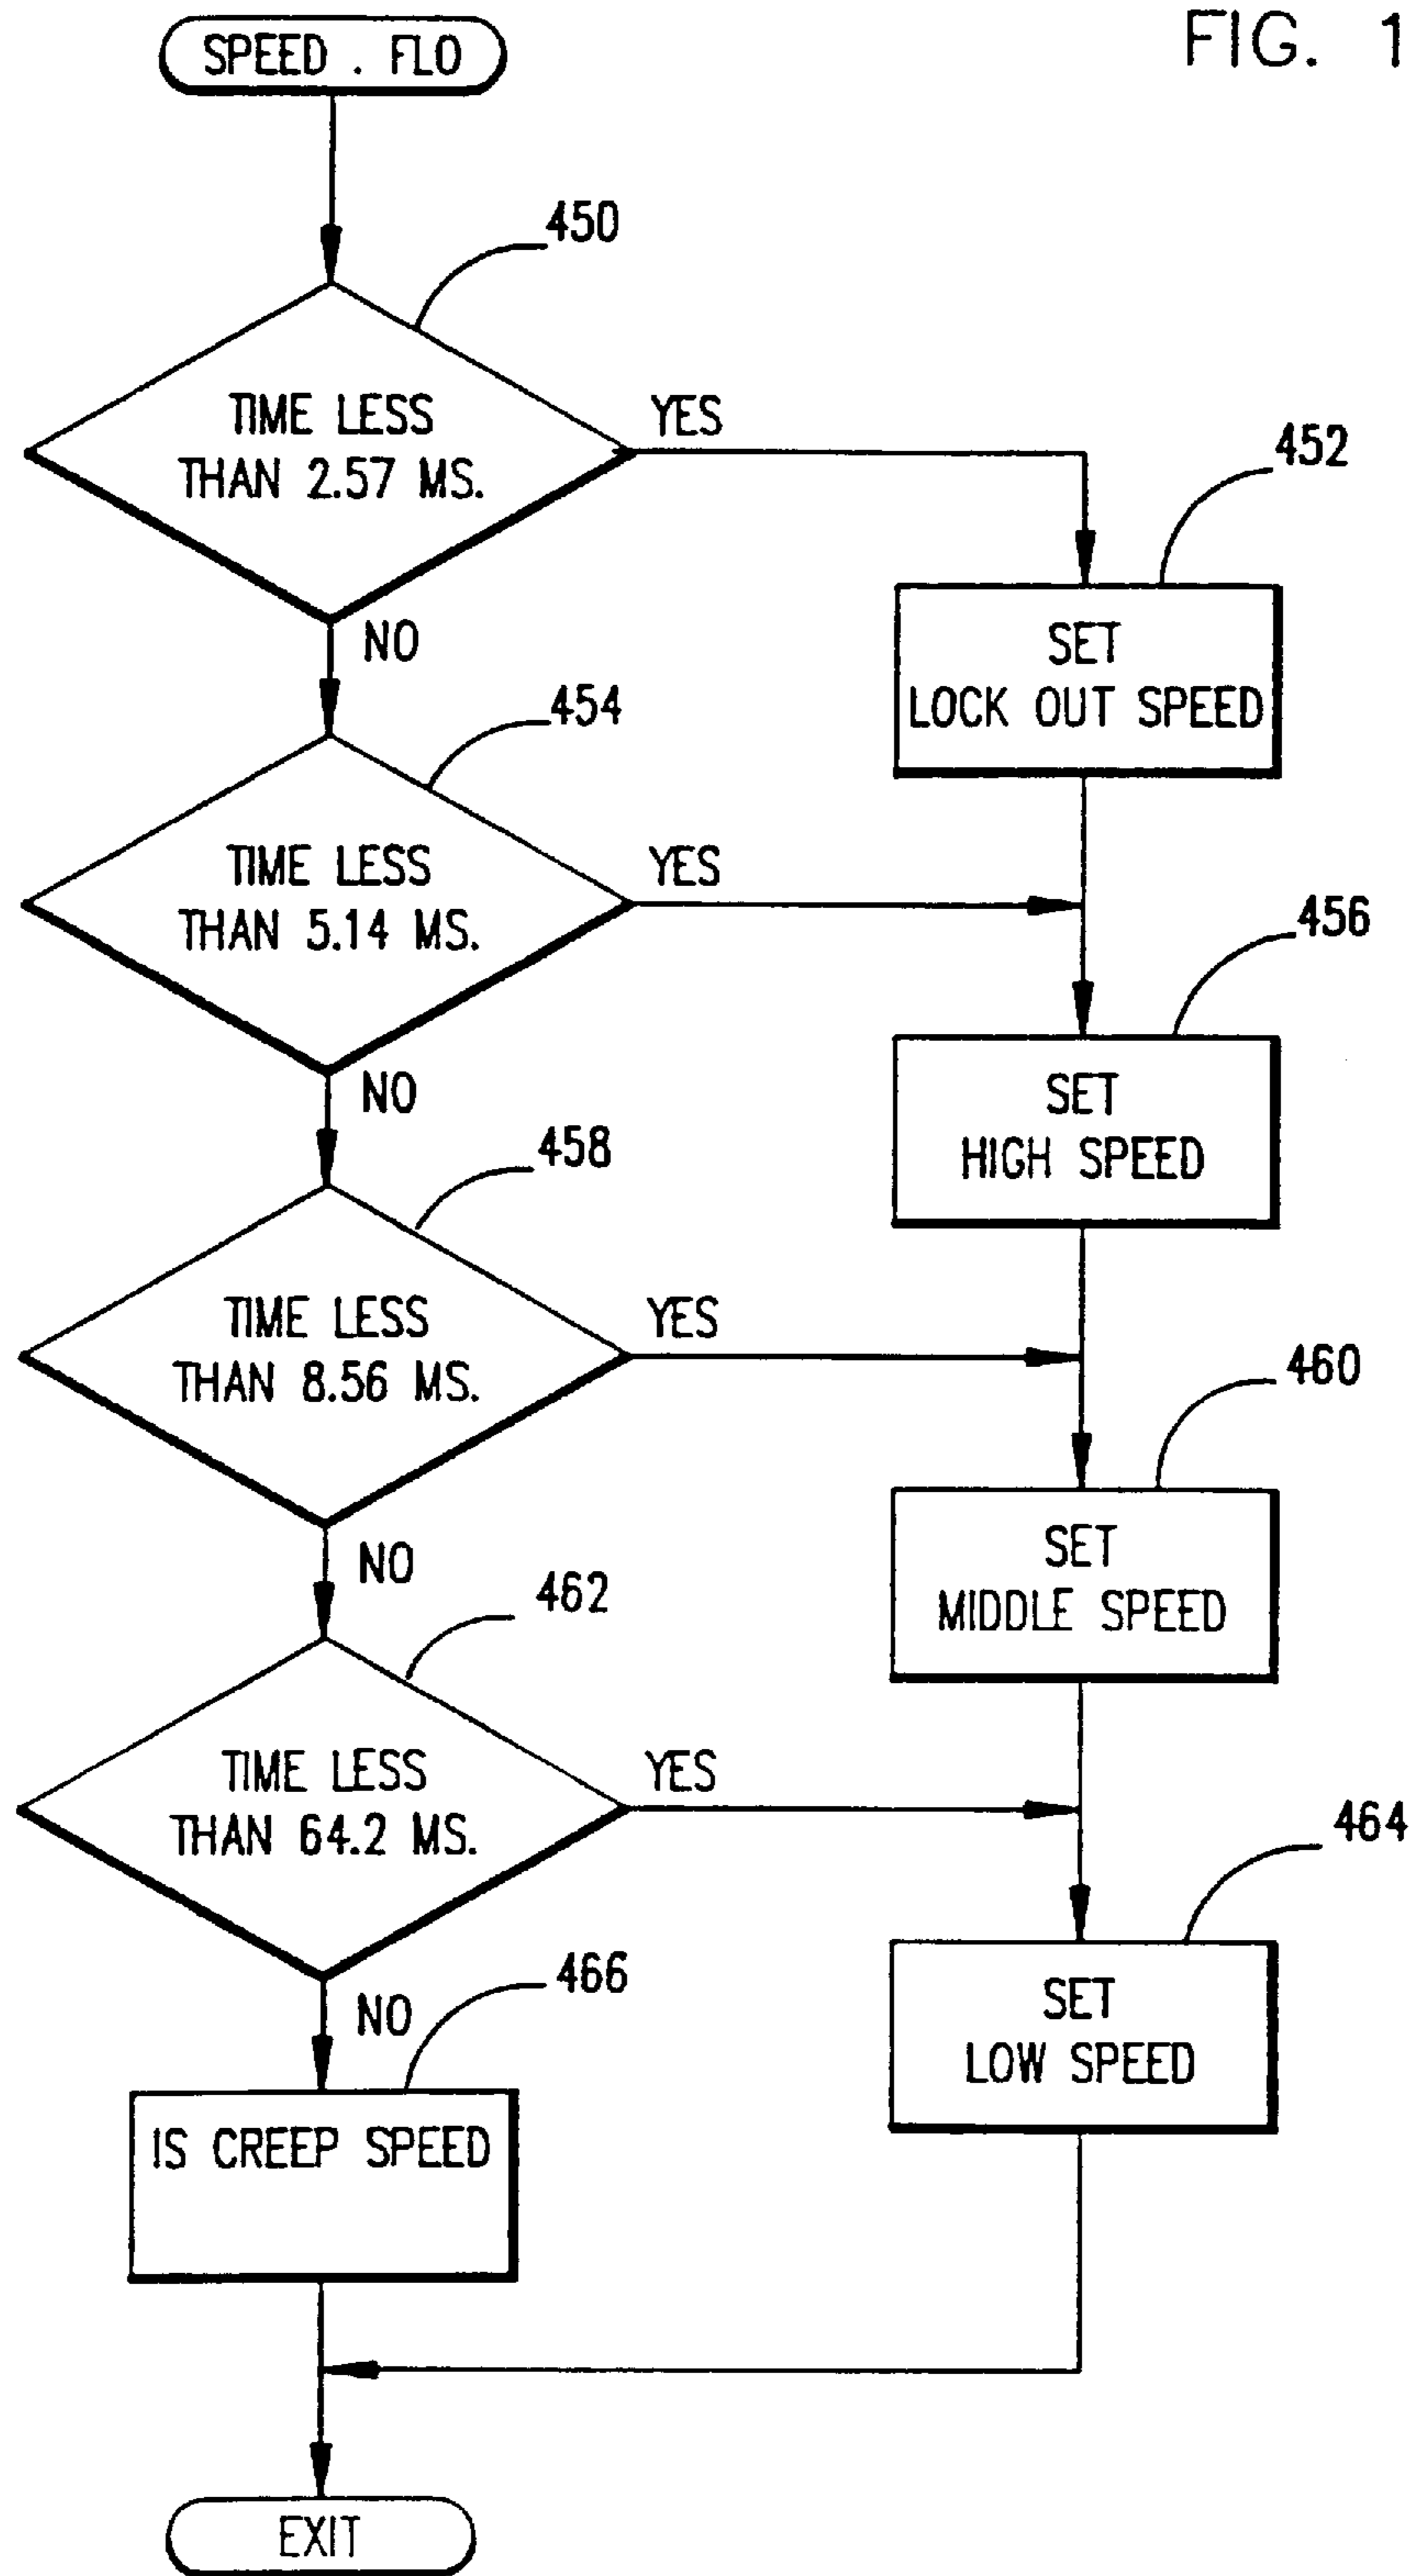 FIG. 1
SPEED . FLO
450
TIME LESS
THAN 2.57 MS.
YES
NO
452
SET
LOCK OUT SPEED
454
TIME LESS
THAN 5.14 MS.
YES
NO
456
SET
HIGH SPEED
458
TIME LESS
THAN 8.56 MS.
YES
NO
460
SET
MIDDLE SPEED
462
TIME LESS
THAN 64.2 MS.
YES
NO
464
SET
LOW SPEED
466
IS CREEP SPEED
EXIT